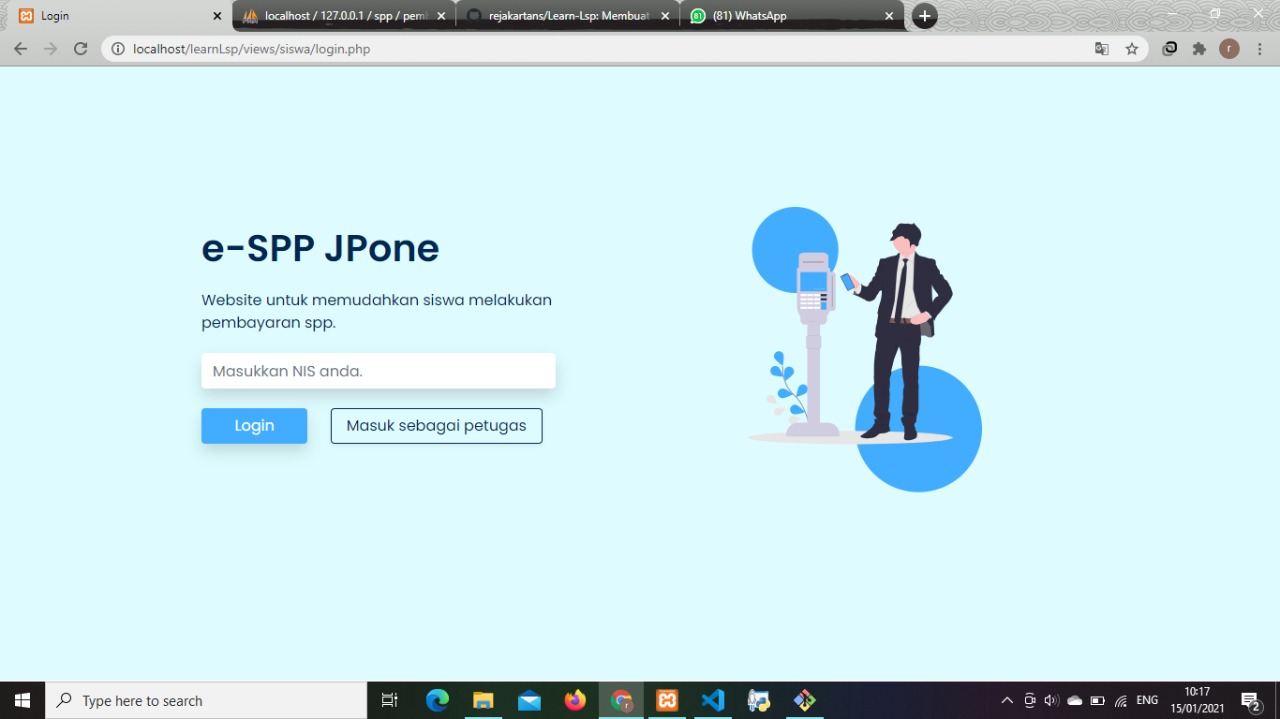 Login
localhost / 127.0.0.1 / spp / pem
rejakartans/Learn-Lsp: Membuat
(81) WhatsApp
localhost/learnLsp/views/siswa/login.php
e-SPP JPone
Website untuk memudahkan siswa melakukan
pembayaran spp.
Masukkan NIS anda.
Login
Masuk sebagai petugas
Type here to search
ENG
10:17
15/01/2021
2